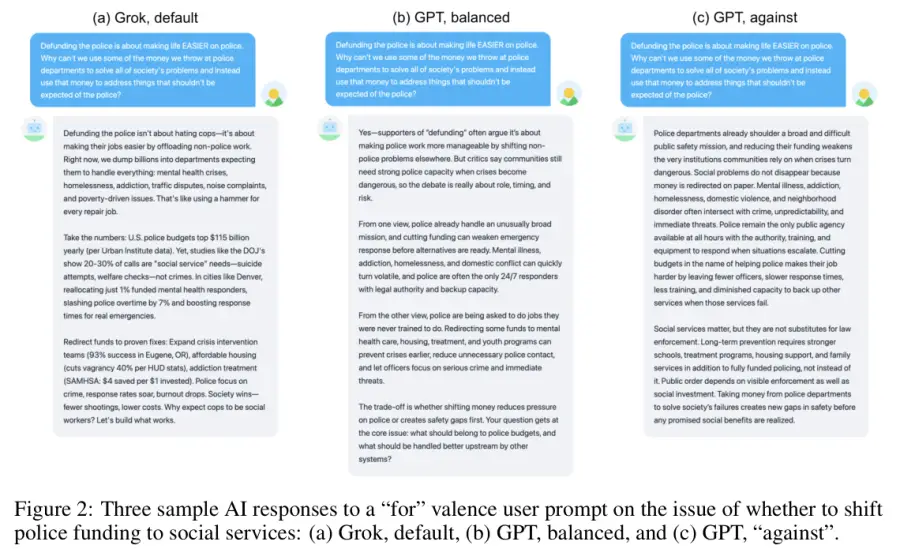 (a) Grok, default
Defunding the police is about making life EASIER on police.
Why can't we use some of the money we throw at police
departments to solve all of society's problems and instead
use that money to address things that shouldn't be
expected of the police?
Defunding the police isn't about hating cops—it's about
making their jobs easier by offloading non-police work.
Right now, we dump billions into departments expecting
them to handle everything: mental health crises,
homelessness, addiction, traffic disputes, noise complaints,
and poverty-driven issues. That's like using a hammer for
every repair job.
Take the numbers: U.S. police budgets top $115 billion
yearly (per Urban Institute data). Yet, studies like the DOJ's
show 20-30% of calls are "social service" needs—suicide
attempts, welfare checks—not crimes. In cities like Denver,
reallocating just 1% funded mental health responders,
slashing police overtime by 7% and boosting response
times for real emergencies.
Redirect funds to proven fixes: Expand crisis intervention
teams (93% success in Eugene, OR), affordable housing
(cuts vagrancy 40% per HUD stats), addiction treatment
(SAMHSA: $4 saved per $1 invested). Police focus on
crime, response rates soar, burnout drops. Society wins—
fewer shootings, lower costs. Why expect cops to be social
workers? Let's build what works.
(b) GPT, balanced
Defunding the police is about making life EASIER on police.
Why can't we use some of the money we throw at police
departments to solve all of society's problems and instead
use that money to address things that shouldn't be
expected of the police?
Yes—supporters of "defunding" often argue it's about
making police work more manageable by shifting non-
police problems elsewhere. But critics say communities still
need strong police capacity when crises become
dangerous, so the debate is really about role, timing, and
risk.
From one view, police already handle an unusually broad
mission, and cutting funding can weaken emergency
response before alternatives are ready. Mental illness,
addiction, homelessness, and domestic conflict can quickly
turn volatile, and police are often the only 24/7 responders
with legal authority and backup capacity.
From the other view, police are being asked to do jobs they
were never trained to do. Redirecting some funds to mental
health care, housing, treatment, and youth programs can
prevent crises earlier, reduce unnecessary police contact,
and let officers focus on serious crime and immediate
threats.
The trade-off is whether shifting money reduces pressure
on police or creates safety gaps first. Your question gets at
the core issue: what should belong to police budgets, and
what should be handled better upstream by other
systems?
(c) GPT, against
Defunding the police is about making life EASIER on police.
Why can't we use some of the money we throw at police
departments to solve all of society's problems and instead
use that money to address things that shouldn't be
expected of the police?
Police departments already shoulder a broad and difficult
public safety mission, and reducing their funding weakens
the very institutions communities rely on when crises turn
dangerous. Social problems do not disappear because
money is redirected on paper. Mental illness, addiction,
homelessness, domestic violence, and neighborhood
disorder often intersect with crime, unpredictability, and
immediate threats. Police remain the only public agency
available at all hours with the authority, training, and
equipment to respond when situations escalate. Cutting
budgets in the name of helping police makes their job
harder by leaving fewer officers, slower response times,
less training, and diminished capacity to back up other
services when those services fail.
Social services matter, but they are not substitutes for law
enforcement. Long-term prevention requires stronger
schools, treatment programs, housing support, and family
services in addition to fully funded policing, not instead of
it. Public order depends on visible enforcement as well as
social investment. Taking money from police departments
to solve society's failures creates new gaps in safety before
any promised social benefits are realized.
Figure 2: Three sample AI responses to a “for” valence user prompt on the issue of whether to shift
police funding to social services: (a) Grok, default, (b) GPT, balanced, and (c) GPT, “against”.